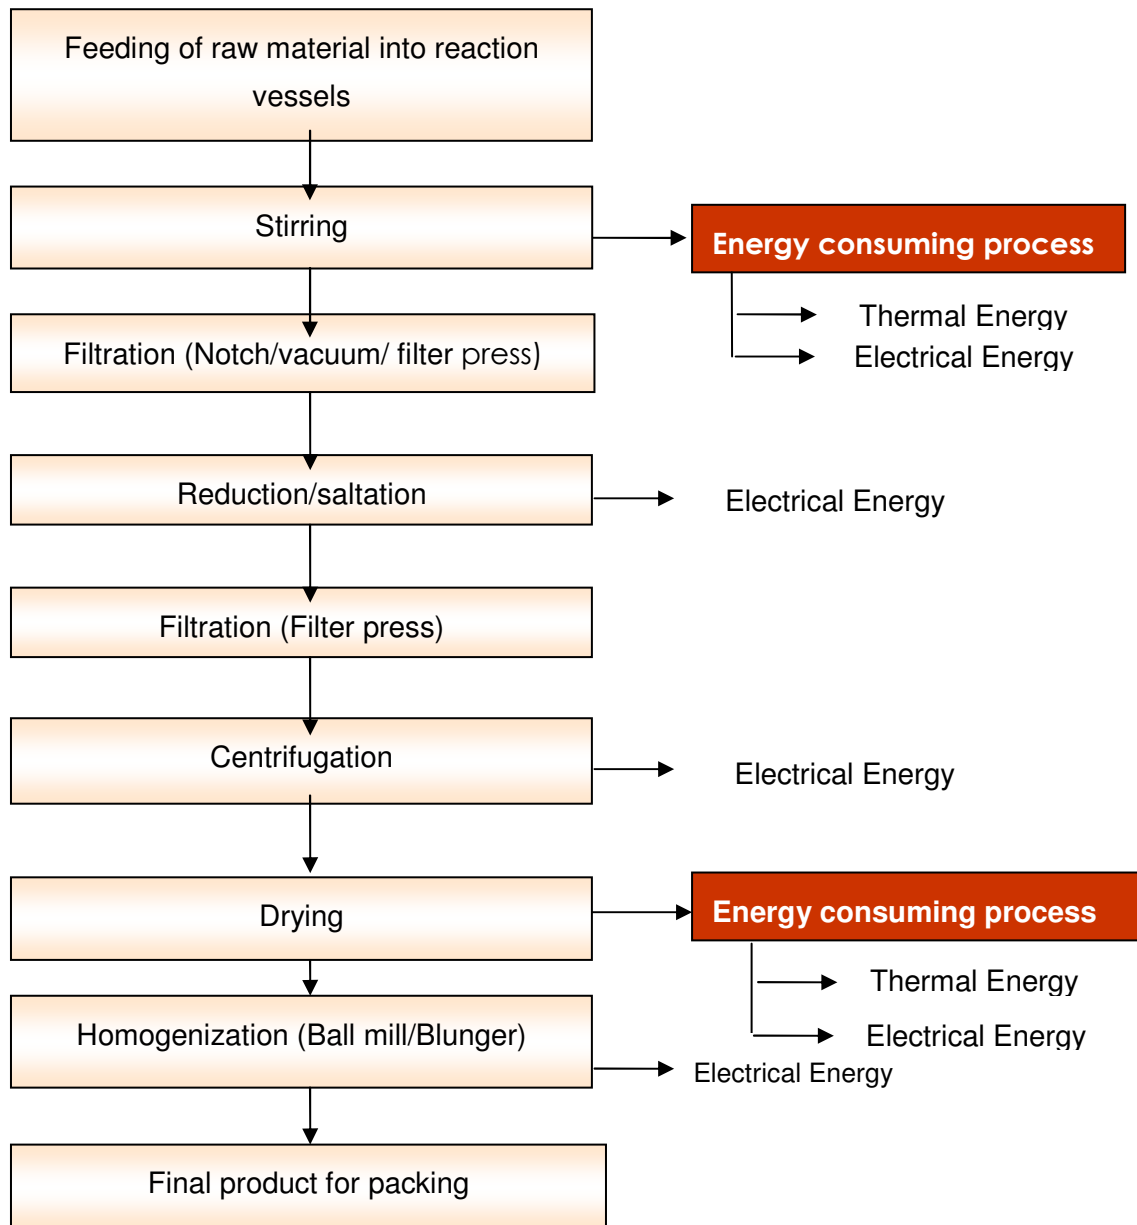 Feeding of raw material into reaction
vessels
Stirring
Energy consuming process
Thermal Energy
Filtration (Notch/vacuum/ filter press)
Electrical Energy
Reduction/saltation
Electrical Energy
Filtration (Filter press)
Centrifugation
Electrical Energy
Drying
Energy consuming process
Thermal Energy
Homogenization (Ball mill/Blunger)
Electrical Energy
Electrical Energy
Final product for packing